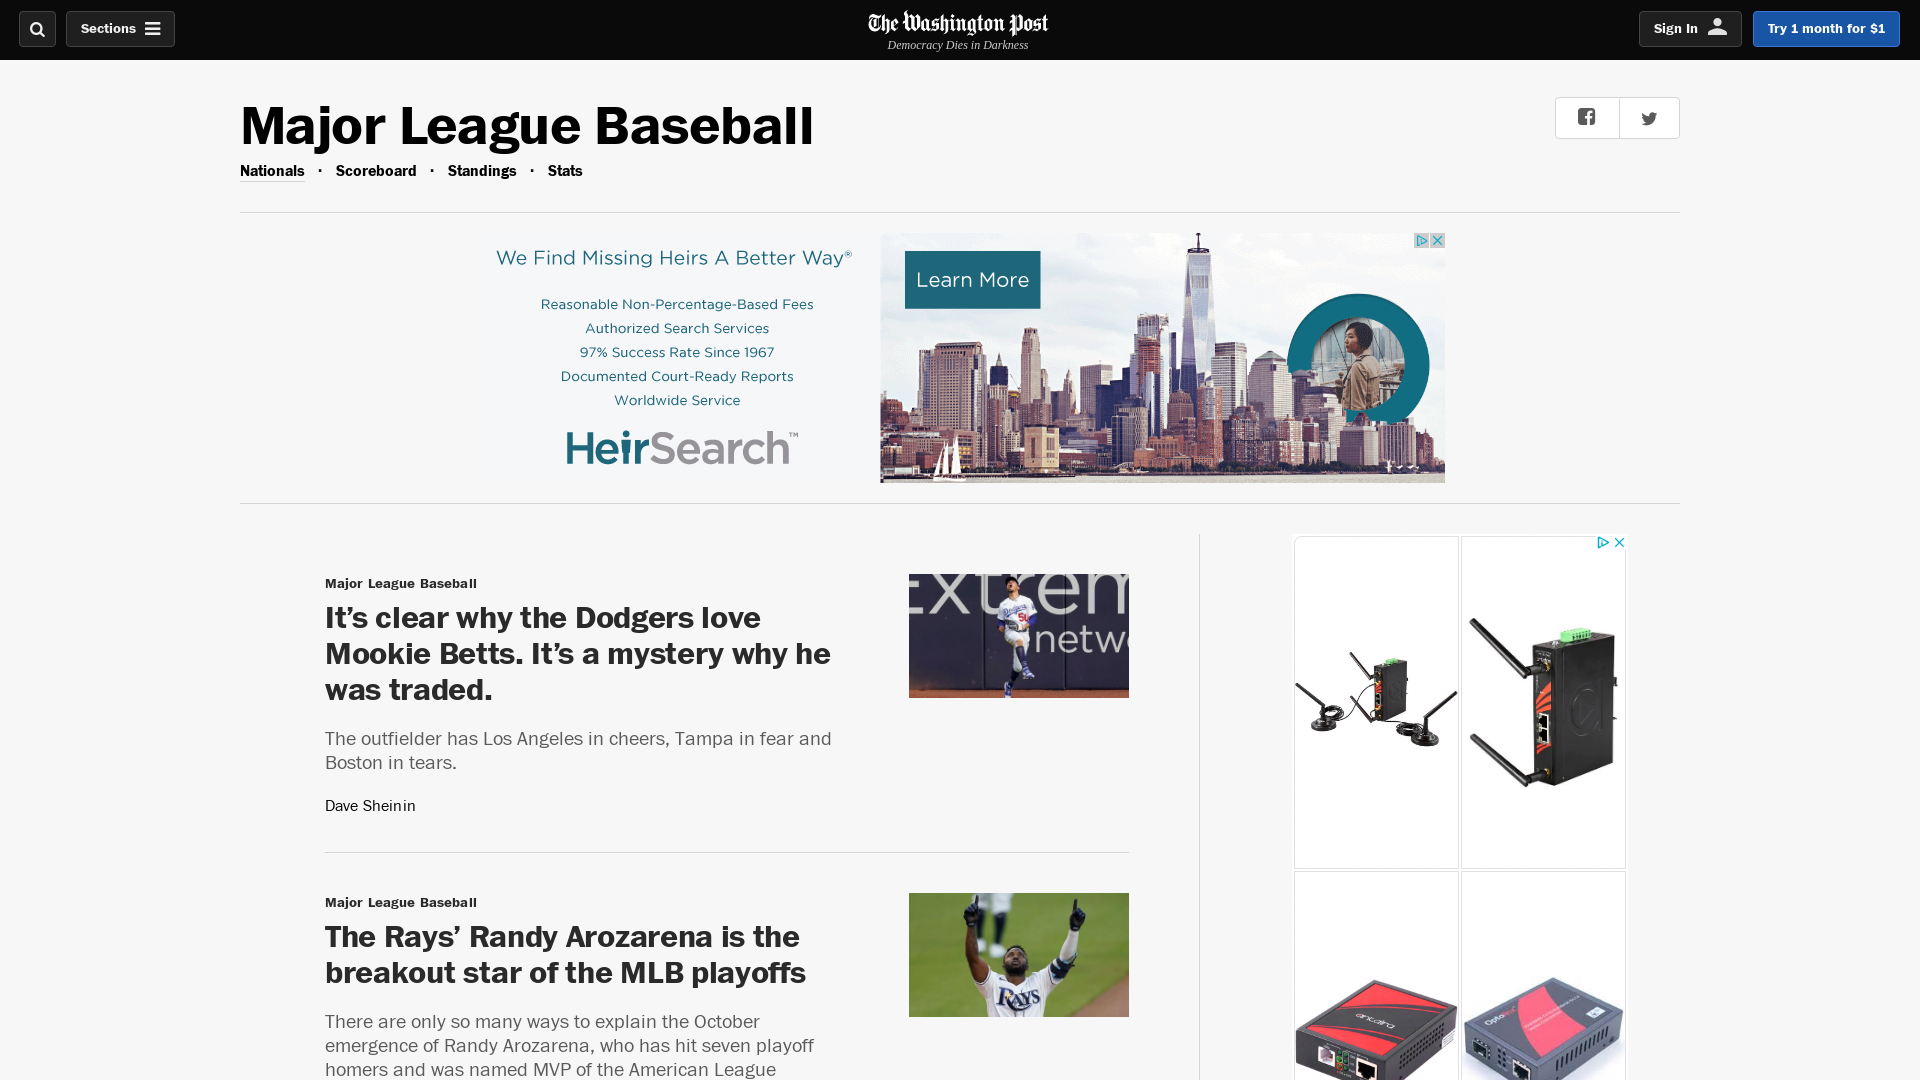 Sections
The Washington Post
Democracy Dies in Darkness
Sign In
Try 1 month for $1
Major League Baseball
Nationals · Scoreboard · Standings · Stats
We Find Missing Heirs A Better Way®
Reasonable Non-Percentage-Based Fees
Authorized Search Services
97% Success Rate Since 1967
Documented Court-Ready Reports
Worldwide Service
HeirSearch™
Learn More
Major League Baseball
It’s clear why the Dodgers love
Mookie Betts. It’s a mystery why he
was traded.
The outfielder has Los Angeles in cheers, Tampa in fear and
Boston in tears.
Dave Sheinin
Extrem
netwo
Dodgers
50
Major League Baseball
The Rays’ Randy Arozarena is the
breakout star of the MLB playoffs
There are only so many ways to explain the October
emergence of Randy Arozarena, who has hit seven playoff
homers and was named MVP of the American League
RAYS
antaira